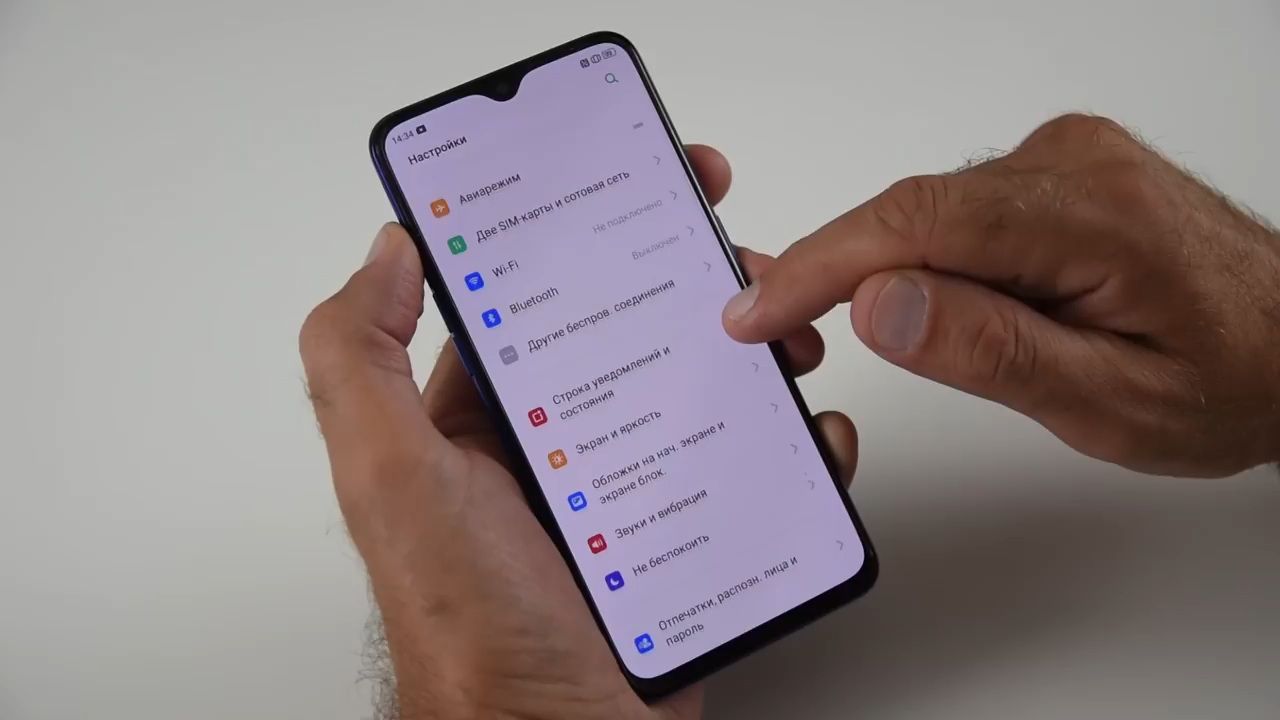 14:34
Настройки
Авиарежим
Две SIM-карты и сотовая сеть
Wi-Fi
Не подключено
Bluetooth
Выключен
Другие беспров. соединения
Строка уведомлений и
состояния
Экран и яркость
Обложки на нач. экране и
экране блок.
Звуки и вибрация
Не беспокоить
Отпечатки, распозн. лица и
пароль